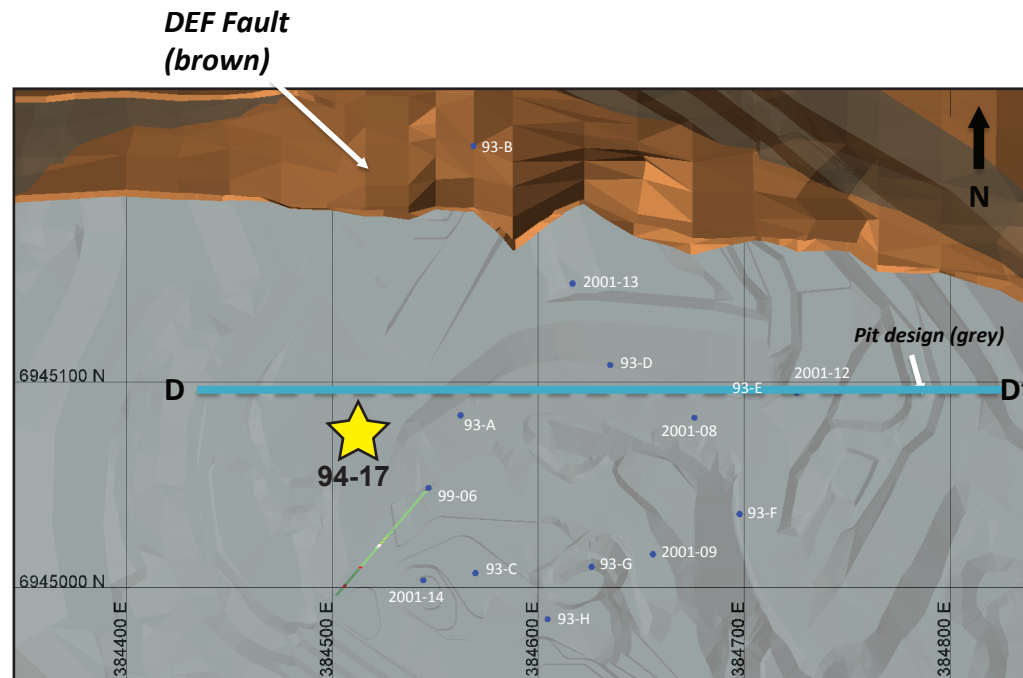 DEF Fault
(brown)
93-B
N
2001-13
Pit design (grey)
93-D
2001-12
6945100 N
D
93-E
D'
93-A
2001-08
94-17
99-06
93-F
2001-09
93-C
93-G
6945000 N
2001-14
93-H
384400 E
384500 E
384600 E
384700 E
384800 E